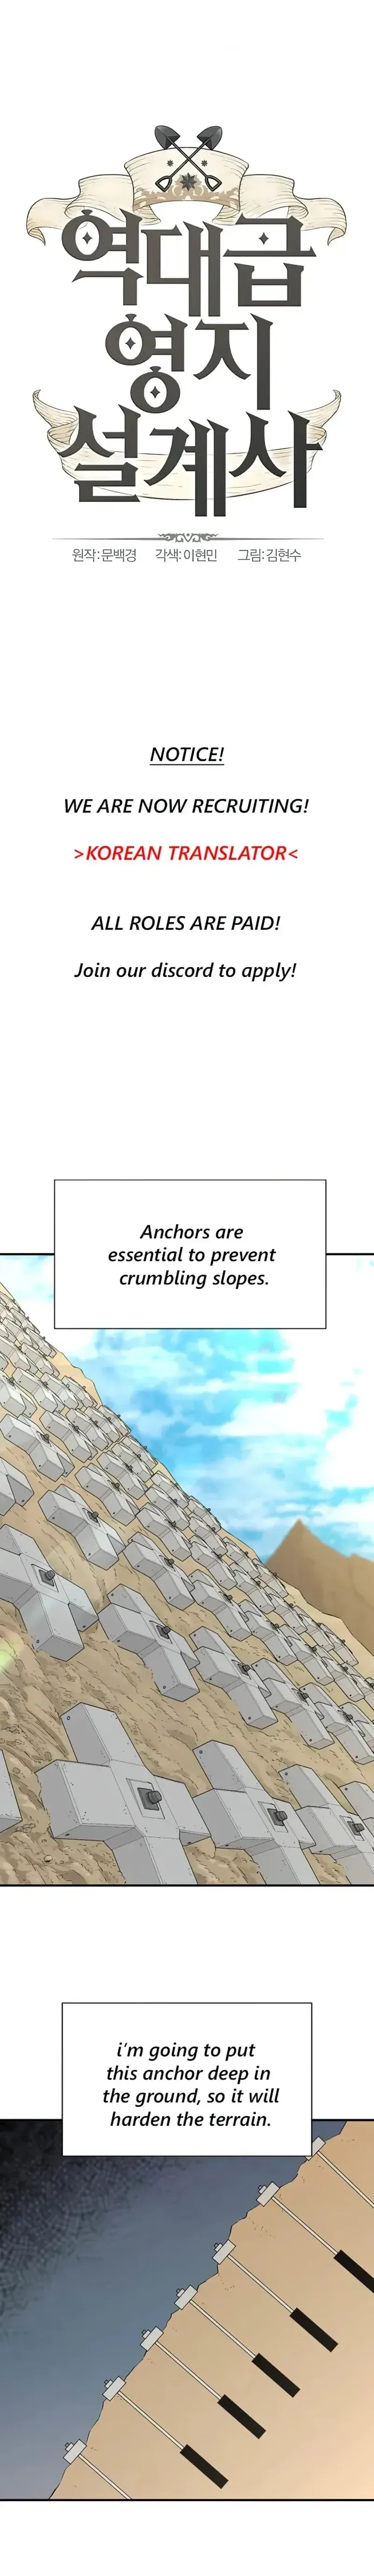 역대급
영지
설계사
원작:문백경 각색:이현민 그림:김현수
NOTICE!
WE ARE NOW RECRUITING!
>KOREAN TRANSLATOR<
ALL ROLES ARE PAID!
Join our discord to apply!
Anchors are
essential to prevent
crumbling slopes.
i'm going to put
this anchor deep in
the ground, so it will
harden the terrain.